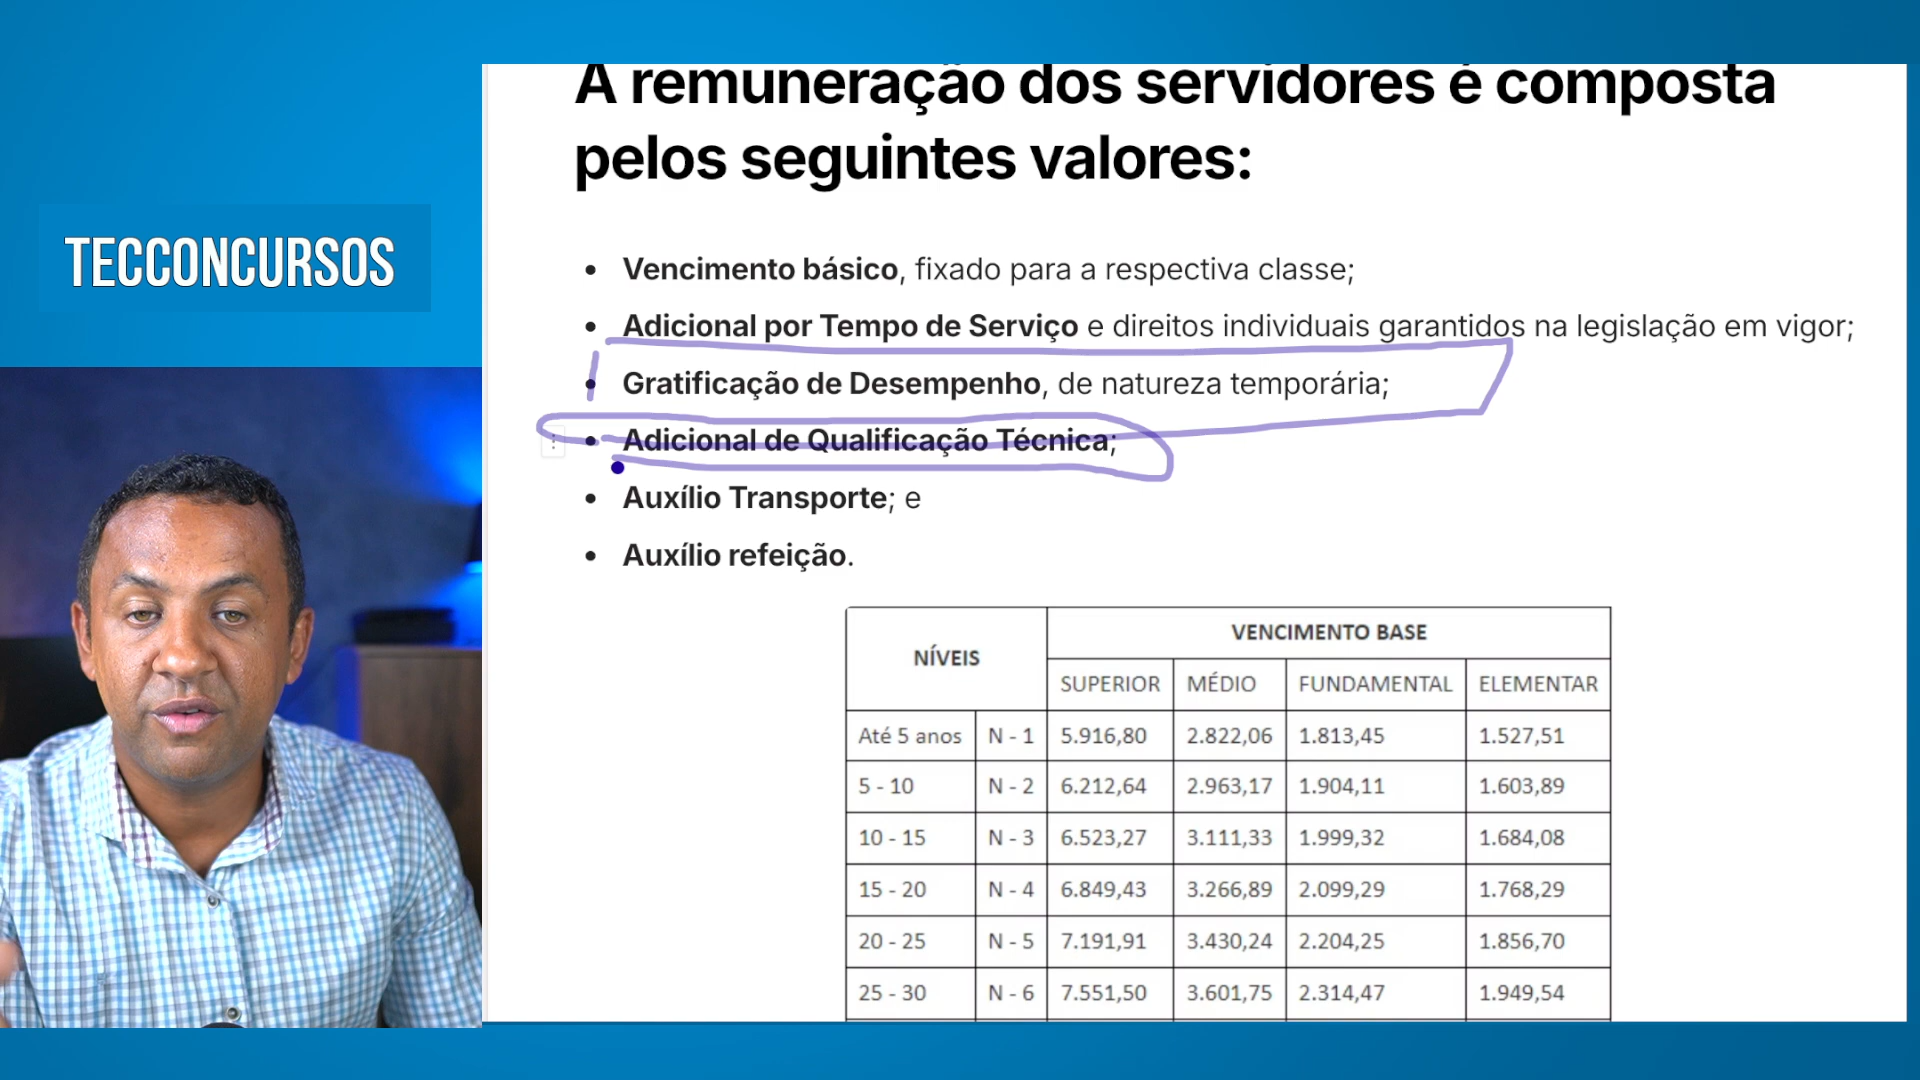 TECCONCURSOS
A remuneração dos servidores é composta
pelos seguintes valores:
• Vencimento básico, fixado para a respectiva classe;
• Adicional por Tempo de Serviço e direitos individuais garantidos na legislação em vigor;
• Gratificação de Desempenho, de natureza temporária;
• Adicional de Qualificação Técnica;
• Auxílio Transporte; e
• Auxílio refeição.
NÍVEIS VENCIMENTO BASE
SUPERIOR MÉDIO FUNDAMENTAL ELEMENTAR
Até 5 anos N - 1 5.916,80 2.822,06 1.813,45 1.527,51
5 - 10 N - 2 6.212,64 2.963,17 1.904,11 1.603,89
10 - 15 N - 3 6.523,27 3.111,33 1.999,32 1.684,08
15 - 20 N - 4 6.849,43 3.266,89 2.099,29 1.768,29
20 - 25 N - 5 7.191,91 3.430,24 2.204,25 1.856,70
25 - 30 N - 6 7.551,50 3.601,75 2.314,47 1.949,54